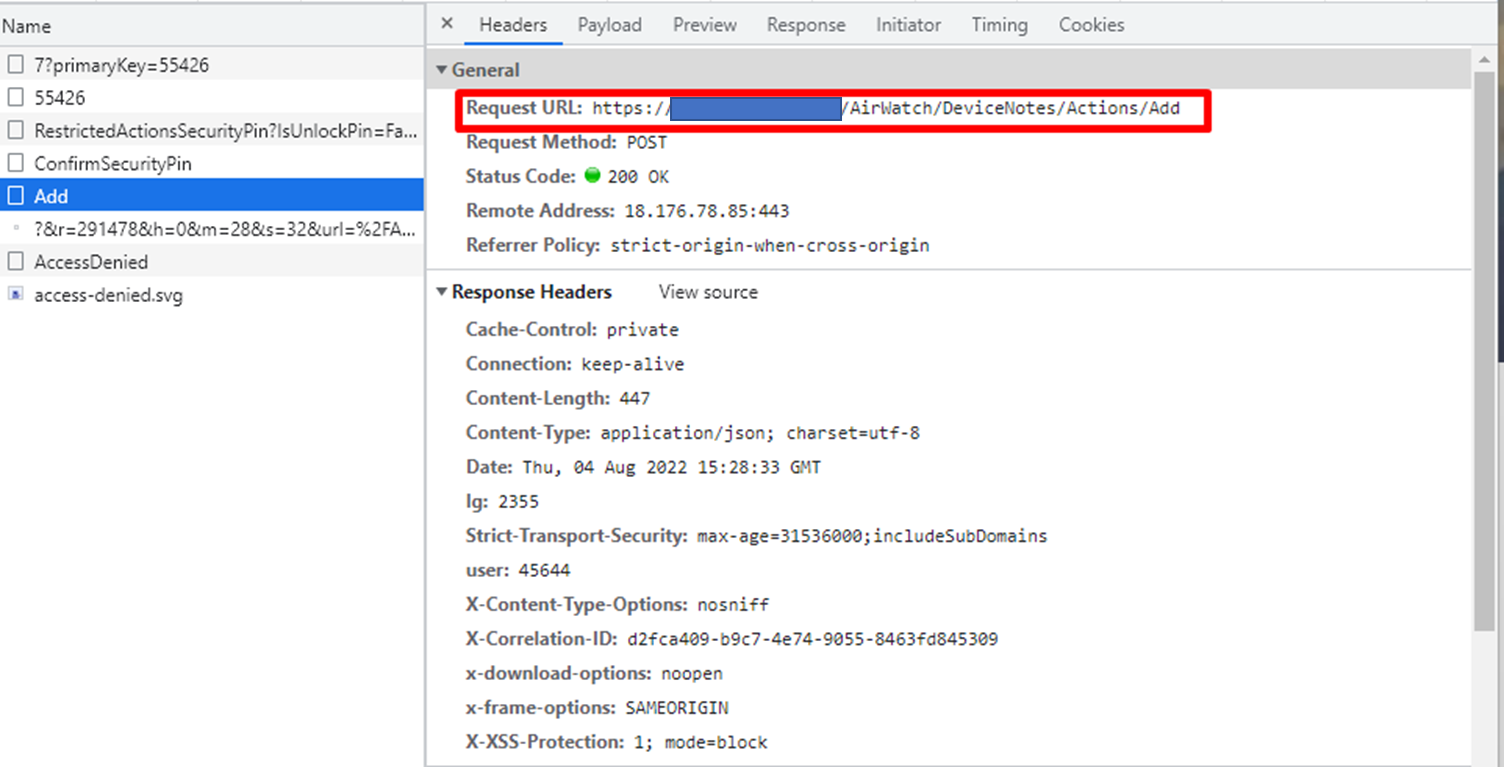 Name
7?primaryKey=55426
55426
RestrictedActionsSecurityPin?IsUnlockPin=Fa...
ConfirmSecurityPin
Add
?&r=291478&h=0&m=28&s=32&url=%2FA...
AccessDenied
access-denied.svg
× Headers Payload Preview Response Initiator Timing Cookies
General
Request URL: https:// /AirWatch/DeviceNotes/Actions/Add
Request Method: POST
Status Code: 200 OK
Remote Address: 18.176.78.85:443
Referrer Policy: strict-origin-when-cross-origin
Response Headers View source
Cache-Control: private
Connection: keep-alive
Content-Length: 447
Content-Type: application/json; charset=utf-8
Date: Thu, 04 Aug 2022 15:28:33 GMT
lg: 2355
Strict-Transport-Security: max-age=31536000;includeSubDomains
user: 45644
X-Content-Type-Options: nosniff
X-Correlation-ID: d2fca409-b9c7-4e74-9055-8463fd845309
x-download-options: noopen
x-frame-options: SAMEORIGIN
X-XSS-Protection: 1; mode=block